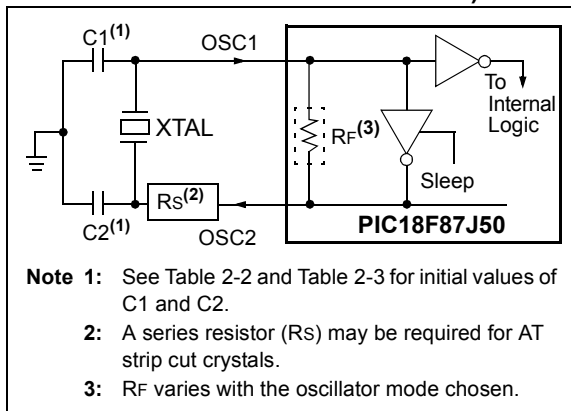 C1(1)
OSC1
XTAL
RF(3)
To
Internal
Logic
Sleep
RS(2)
C2(1)
OSC2
PIC18F87J50
Note 1: See Table 2-2 and Table 2-3 for initial values of
C1 and C2.
2: A series resistor (RS) may be required for AT
strip cut crystals.
3: RF varies with the oscillator mode chosen.